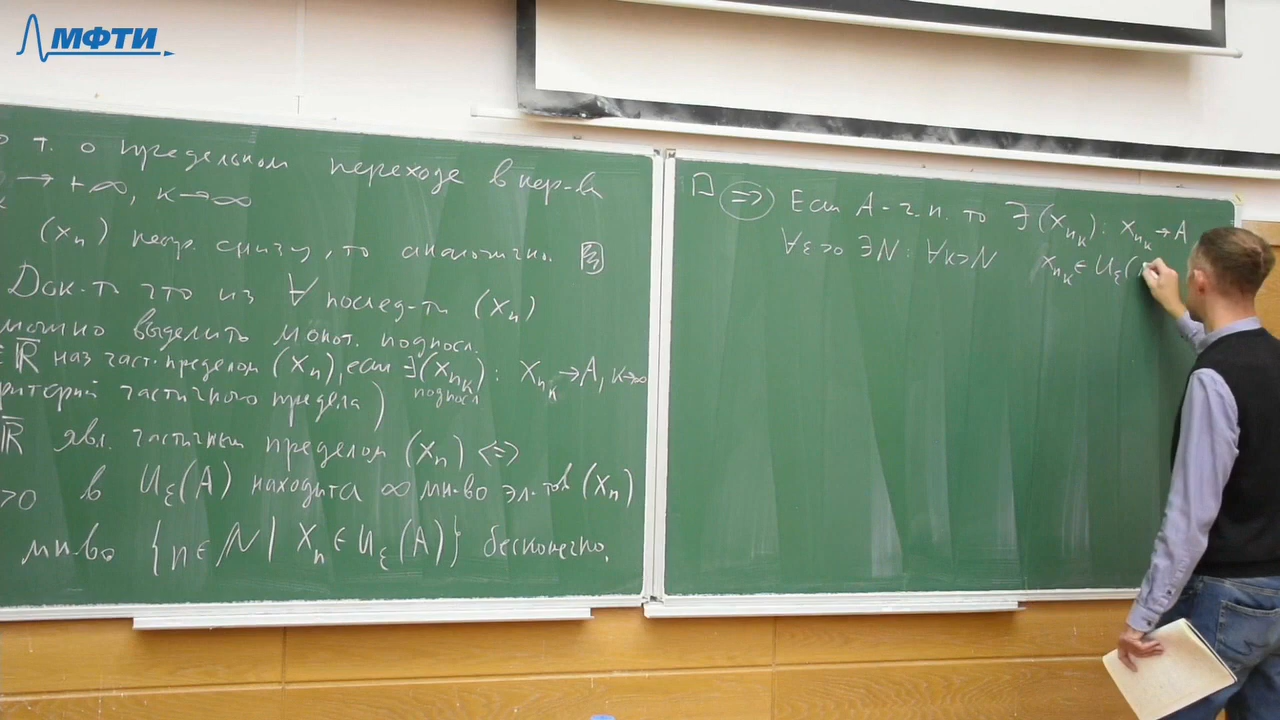 МФТИ
т. о предельном переходе в нер-ве
→ +∞, k→∞
(xₙ) неогр. снизу, то аналогично.
Док-ть что из ∀ послед-ти (xₙ)
можно выделить монот. подпосл.
∈ R̄ наз част. пределом (xₙ), если ∃(xₙₖ) : xₙₖ → A, k→∞
подпосл
ритерий частичного предела)
R̄ явл. частичным пределом (xₙ) <=>
>0 в Uε(A) находится ∞ мн-во эл-тов (xₙ)
мн-во {n∈N | xₙ∈Uε(A)} бесконечно.
=> Если A - ч.п. то ∃(xₙₖ): xₙₖ → A
∀ε>0 ∃N : ∀k>N xₙₖ ∈ Uε(